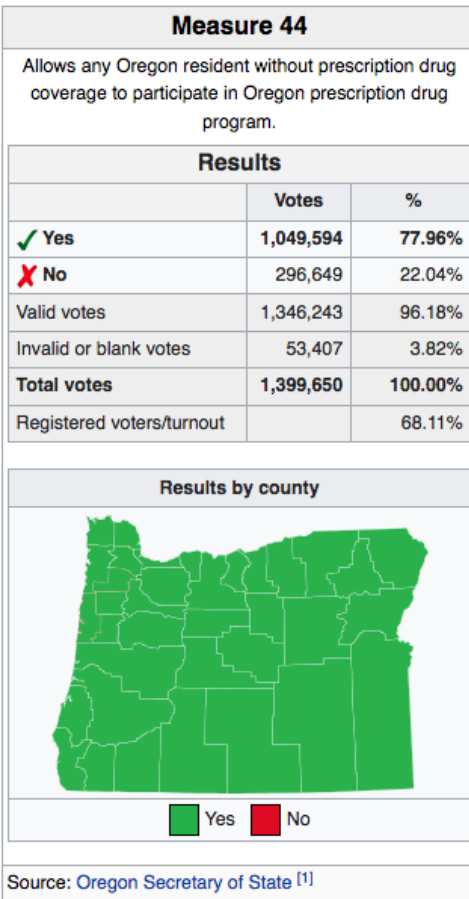 Measure 44
Allows any Oregon resident without prescription drug
coverage to participate in Oregon prescription drug
program.
Results
Votes %
Yes 1,049,594 77.96%
No 296,649 22.04%
Valid votes 1,346,243 96.18%
Invalid or blank votes 53,407 3.82%
Total votes 1,399,650 100.00%
Registered voters/turnout 68.11%
Results by county
Yes No
Source: Oregon Secretary of State [1]